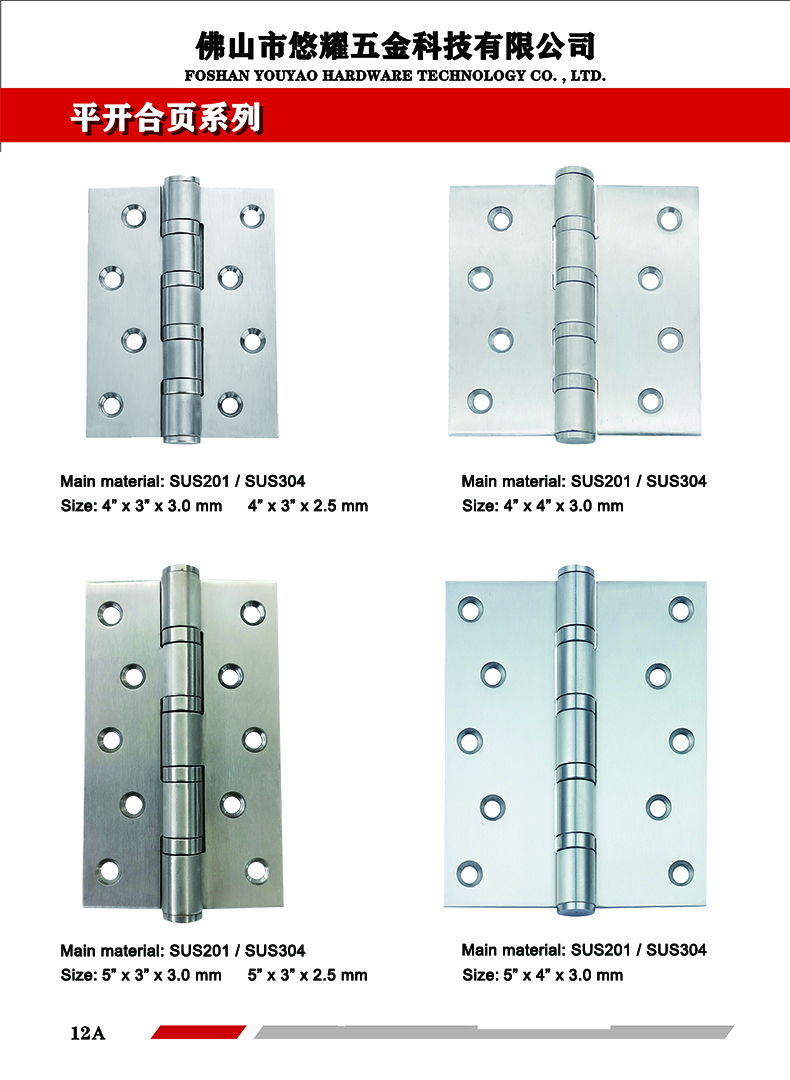 佛山市悠耀五金科技有限公司
FOSHAN YOUYAO HARDWARE TECHNOLOGY CO. , LTD.
平开合页系列
Main material: SUS201 / SUS304
Size: 4” x 3” x 3.0 mm 4” x 3” x 2.5 mm
Main material: SUS201 / SUS304
Size: 4” x 4” x 3.0 mm
Main material: SUS201 / SUS304
Size: 5” x 3” x 3.0 mm 5” x 3” x 2.5 mm
Main material: SUS201 / SUS304
Size: 5” x 4” x 3.0 mm
12A